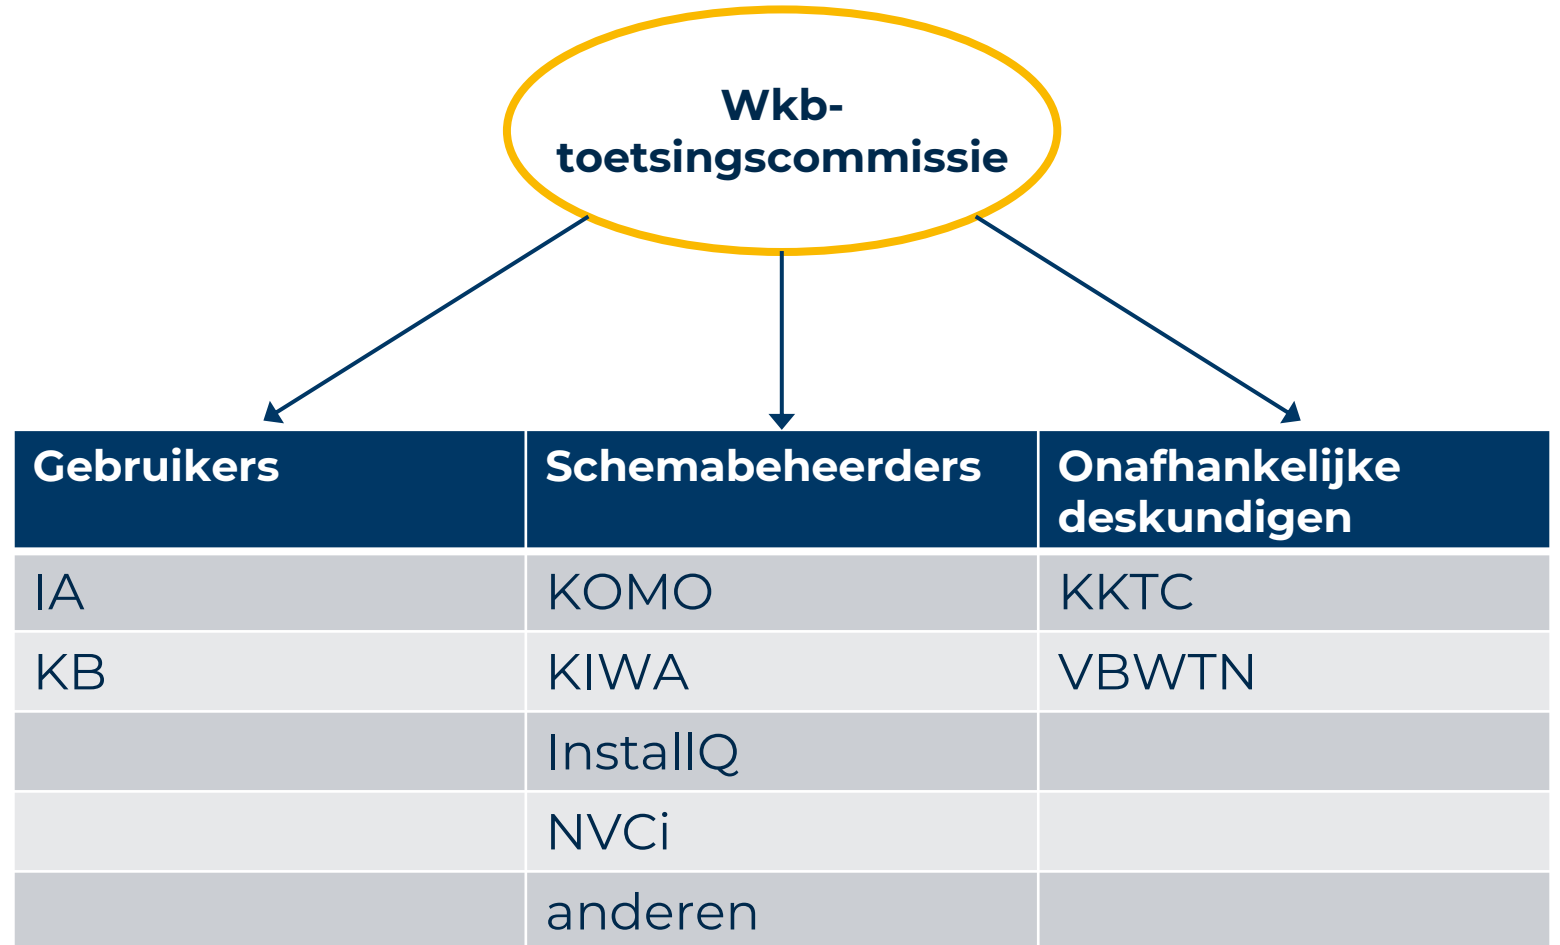 Wkb-
toetsingscommissie
Gebruikers Schemabeheerders Onafhankelijke
deskundigen
IA KOMO KKTC
KB KIWA VBWTN
InstallQ
NVCi
anderen